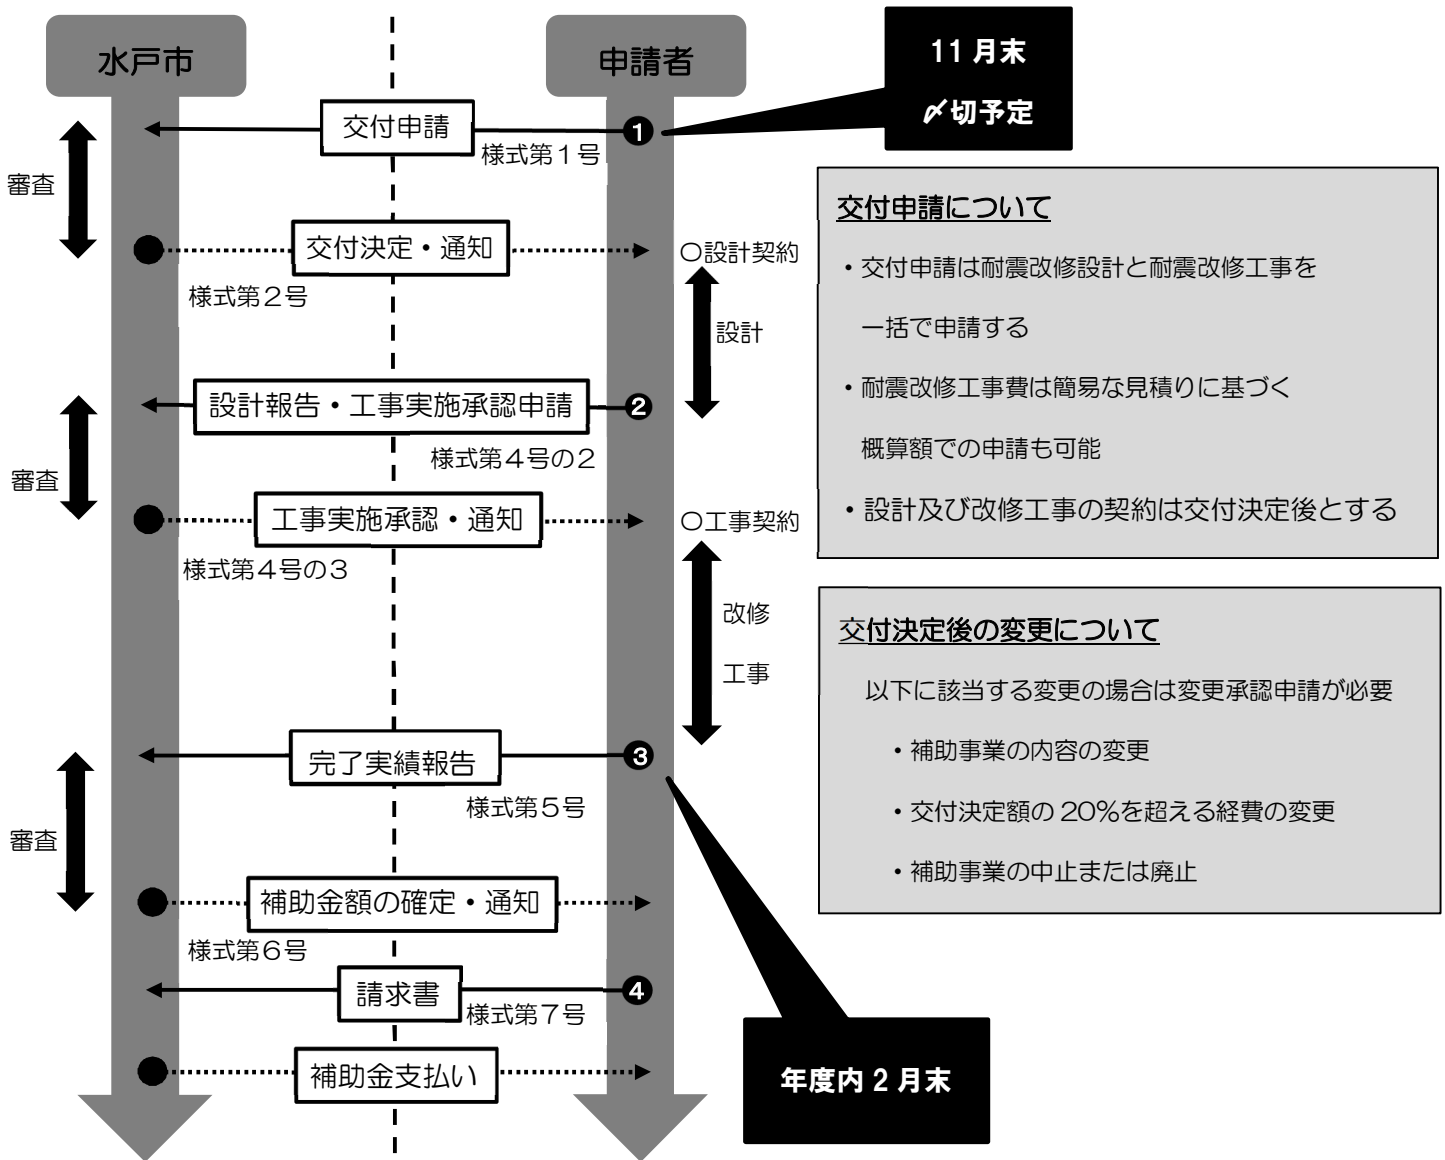 水戸市
申請者
11月末
〆切予定
交付申請
❶
様式第1号
審査
交付決定・通知
様式第2号
〇設計契約
設計
設計報告・工事実施承認申請
❷
様式第4号の2
審査
工事実施承認・通知
様式第4号の3
〇工事契約
改修
工事
完了実績報告
❸
様式第5号
審査
補助金額の確定・通知
様式第6号
請求書
❹
様式第7号
補助金支払い
年度内2月末
交付申請について
・交付申請は耐震改修設計と耐震改修工事を
一括で申請する
・耐震改修工事費は簡易な見積りに基づく
概算額での申請も可能
・設計及び改修工事の契約は交付決定後とする
交付決定後の変更について
以下に該当する変更の場合は変更承認申請が必要
・補助事業の内容の変更
・交付決定額の20%を超える経費の変更
・補助事業の中止または廃止